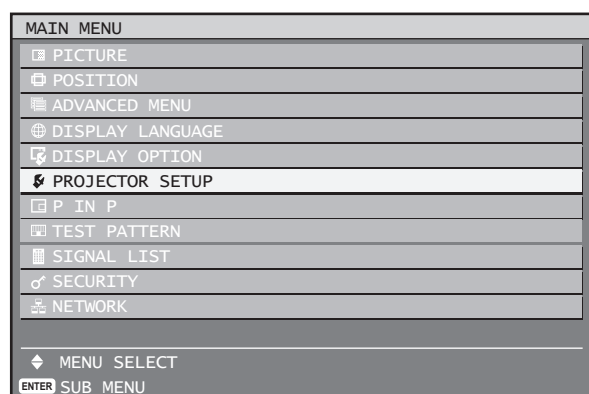 MAIN MENU
PICTURE
POSITION
ADVANCED MENU
DISPLAY LANGUAGE
DISPLAY OPTION
PROJECTOR SETUP
P IN P
TEST PATTERN
SIGNAL LIST
SECURITY
NETWORK
MENU SELECT
ENTER SUB MENU